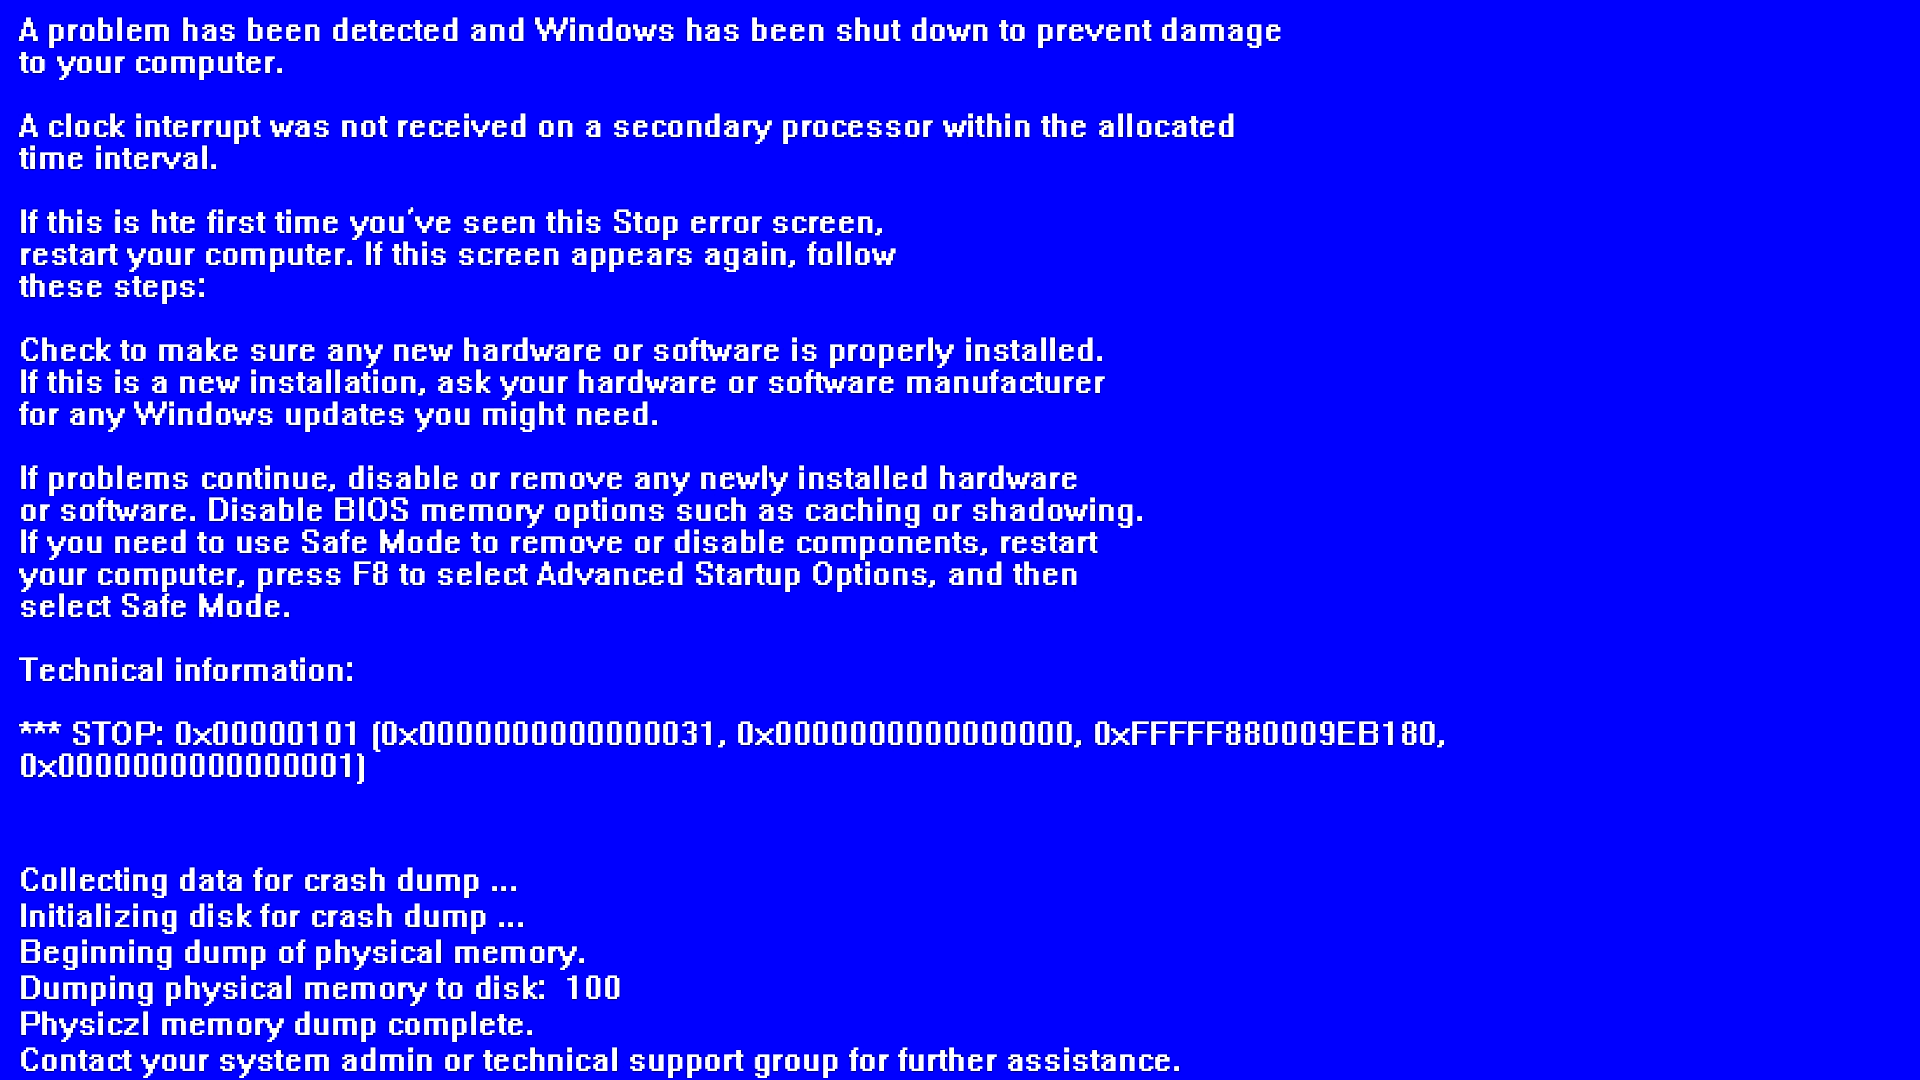 A problem has been detected and Windows has been shut down to prevent damage
to your computer.
A clock interrupt was not received on a secondary processor within the allocated
time interval.
If this is hte first time you've seen this Stop error screen,
restart your computer. If this screen appears again, follow
these steps:
Check to make sure any new hardware or software is properly installed.
If this is a new installation, ask your hardware or software manufacturer
for any Windows updates you might need.
If problems continue, disable or remove any newly installed hardware
or software. Disable BIOS memory options such as caching or shadowing.
If you need to use Safe Mode to remove or disable components, restart
your computer, press F8 to select Advanced Startup Options, and then
select Safe Mode.
Technical information:
*** STOP: 0x00000101 (0x0000000000000031, 0x0000000000000000, 0xFFFFF880009EB180,
0x0000000000000001)
Collecting data for crash dump ...
Initializing disk for crash dump ...
Beginning dump of physical memory.
Dumping physical memory to disk:  100
Physiczl memory dump complete.
Contact your system admin or technical support group for further assistance.